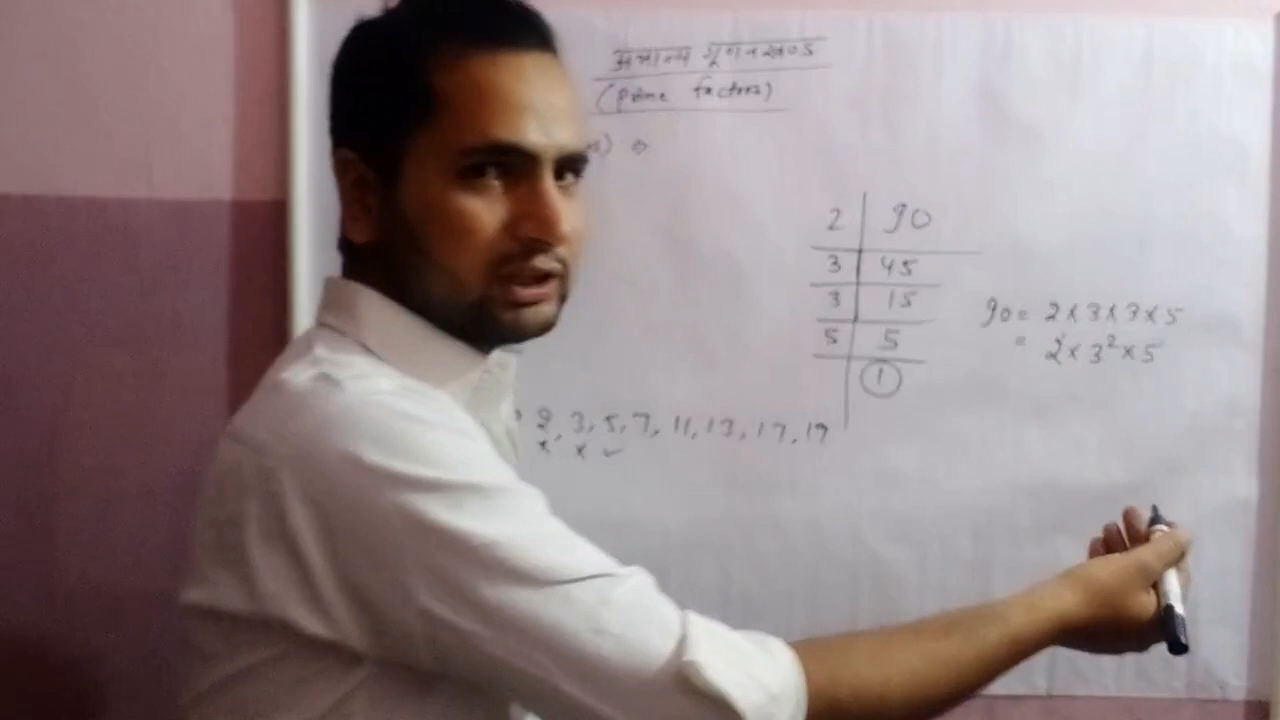 अभाज्य गुणनखण्ड
(Prime factors)
) ⇒
2 | 90
3 | 45
3 | 15
5 | 5
1
90 = 2 x 3 x 3 x 5
= 2 x 3² x 5
2, 3, 5, 7, 11, 13, 17, 19
x x ✓